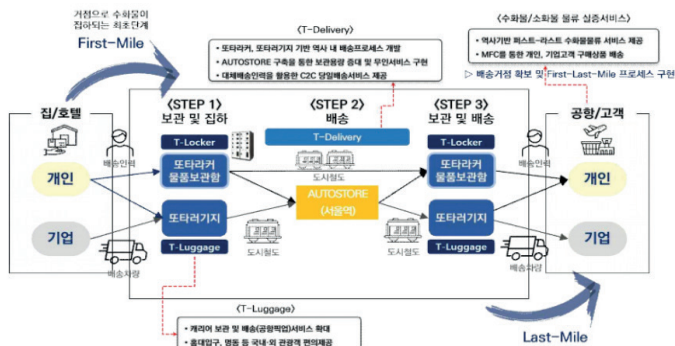 거점으로 수화물이
집하되는 최초단계
First-Mile
〈T-Delivery〉
• 또타라커, 또타러기지 기반 역사 내 배송프로세스 개발
• AUTOSTORE 구축을 통한 보관용량 증대 및 무인서비스 구현
• 대체배송인력을 활용한 C2C 당일배송서비스 제공
〈수화물/소화물 물류 실증서비스〉
• 역사기반 퍼스트-라스트 수화물물류 서비스 제공
• MFC를 통한 개인, 기업고객 구매상품 배송
▷ 배송거점 확보 및 First-Last-Mile 프로세스 구현
집/호텔
〈STEP 1〉
보관 및 집하
〈STEP 2〉
배송
〈STEP 3〉
보관 및 배송
공항/고객
T-Delivery
배송인력
T-Locker
T-Locker
배송인력
개인
또타라커
물품보관함
도시철도
또타라커
물품보관함
개인
AUTOSTORE
(서울역)
기업
또타러기지
또타러기지
기업
T-Luggage
도시철도
도시철도
T-Luggage
배송차량
배송차량
〈T-Luggage〉
• 캐리어 보관 및 배송(공항픽업)서비스 확대
• 홍대입구, 명동 등 국내·외 관광객 편의제공
Last-Mile